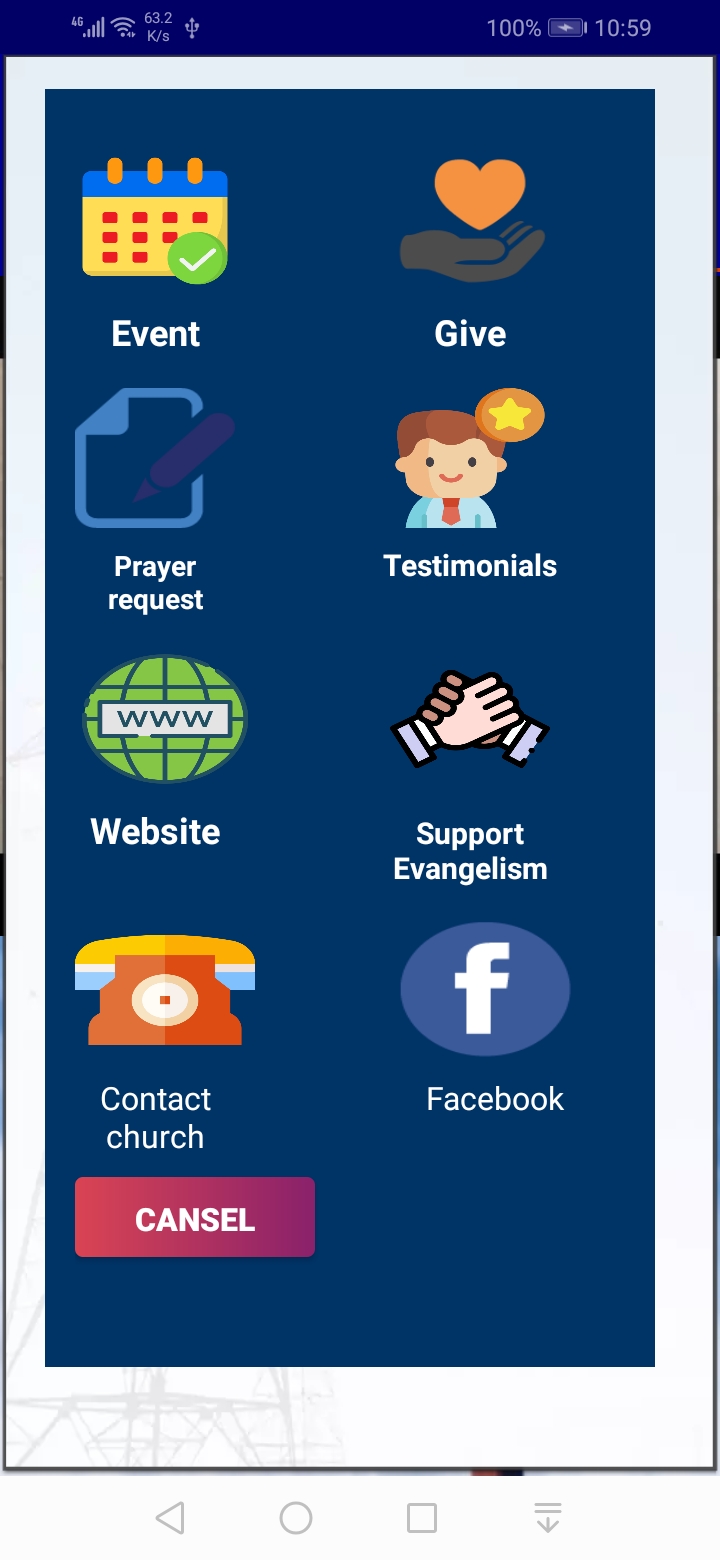 4G 63.2 K/s 100% 10:59
Event Give
Prayer
request
Testimonials
WWW
Website
Support
Evangelism
f
Contact
church
Facebook
CANSEL